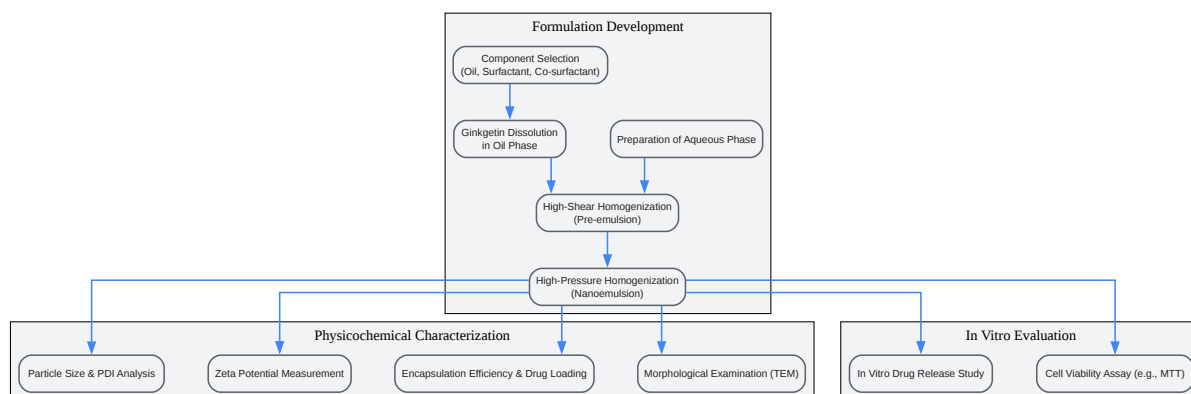 Formulation Development
Component Selection
(Oil, Surfactant, Co-surfactant)
Ginkgetin Dissolution
in Oil Phase
Preparation of Aqueous Phase
High-Shear Homogenization
(Pre-emulsion)
High-Pressure Homogenization
(Nanoemulsion)
Physicochemical Characterization
Particle Size & PDI Analysis
Zeta Potential Measurement
Encapsulation Efficiency & Drug Loading
Morphological Examination (TEM)
In Vitro Evaluation
In Vitro Drug Release Study
Cell Viability Assay (e.g., MTT)